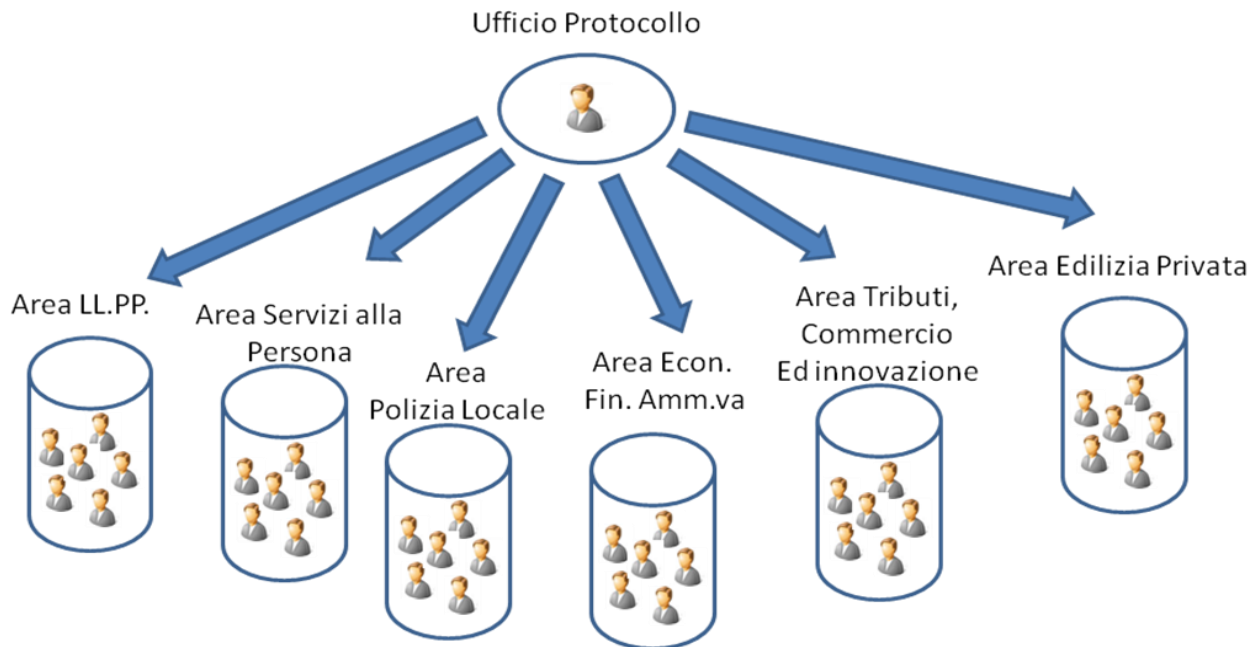 Ufficio Protocollo
Area LL.PP.
Area Servizi alla
Persona
Area
Polizia Locale
Area Econ.
Fin. Amm.va
Area Tributi,
Commercio
Ed innovazione
Area Edilizia Privata